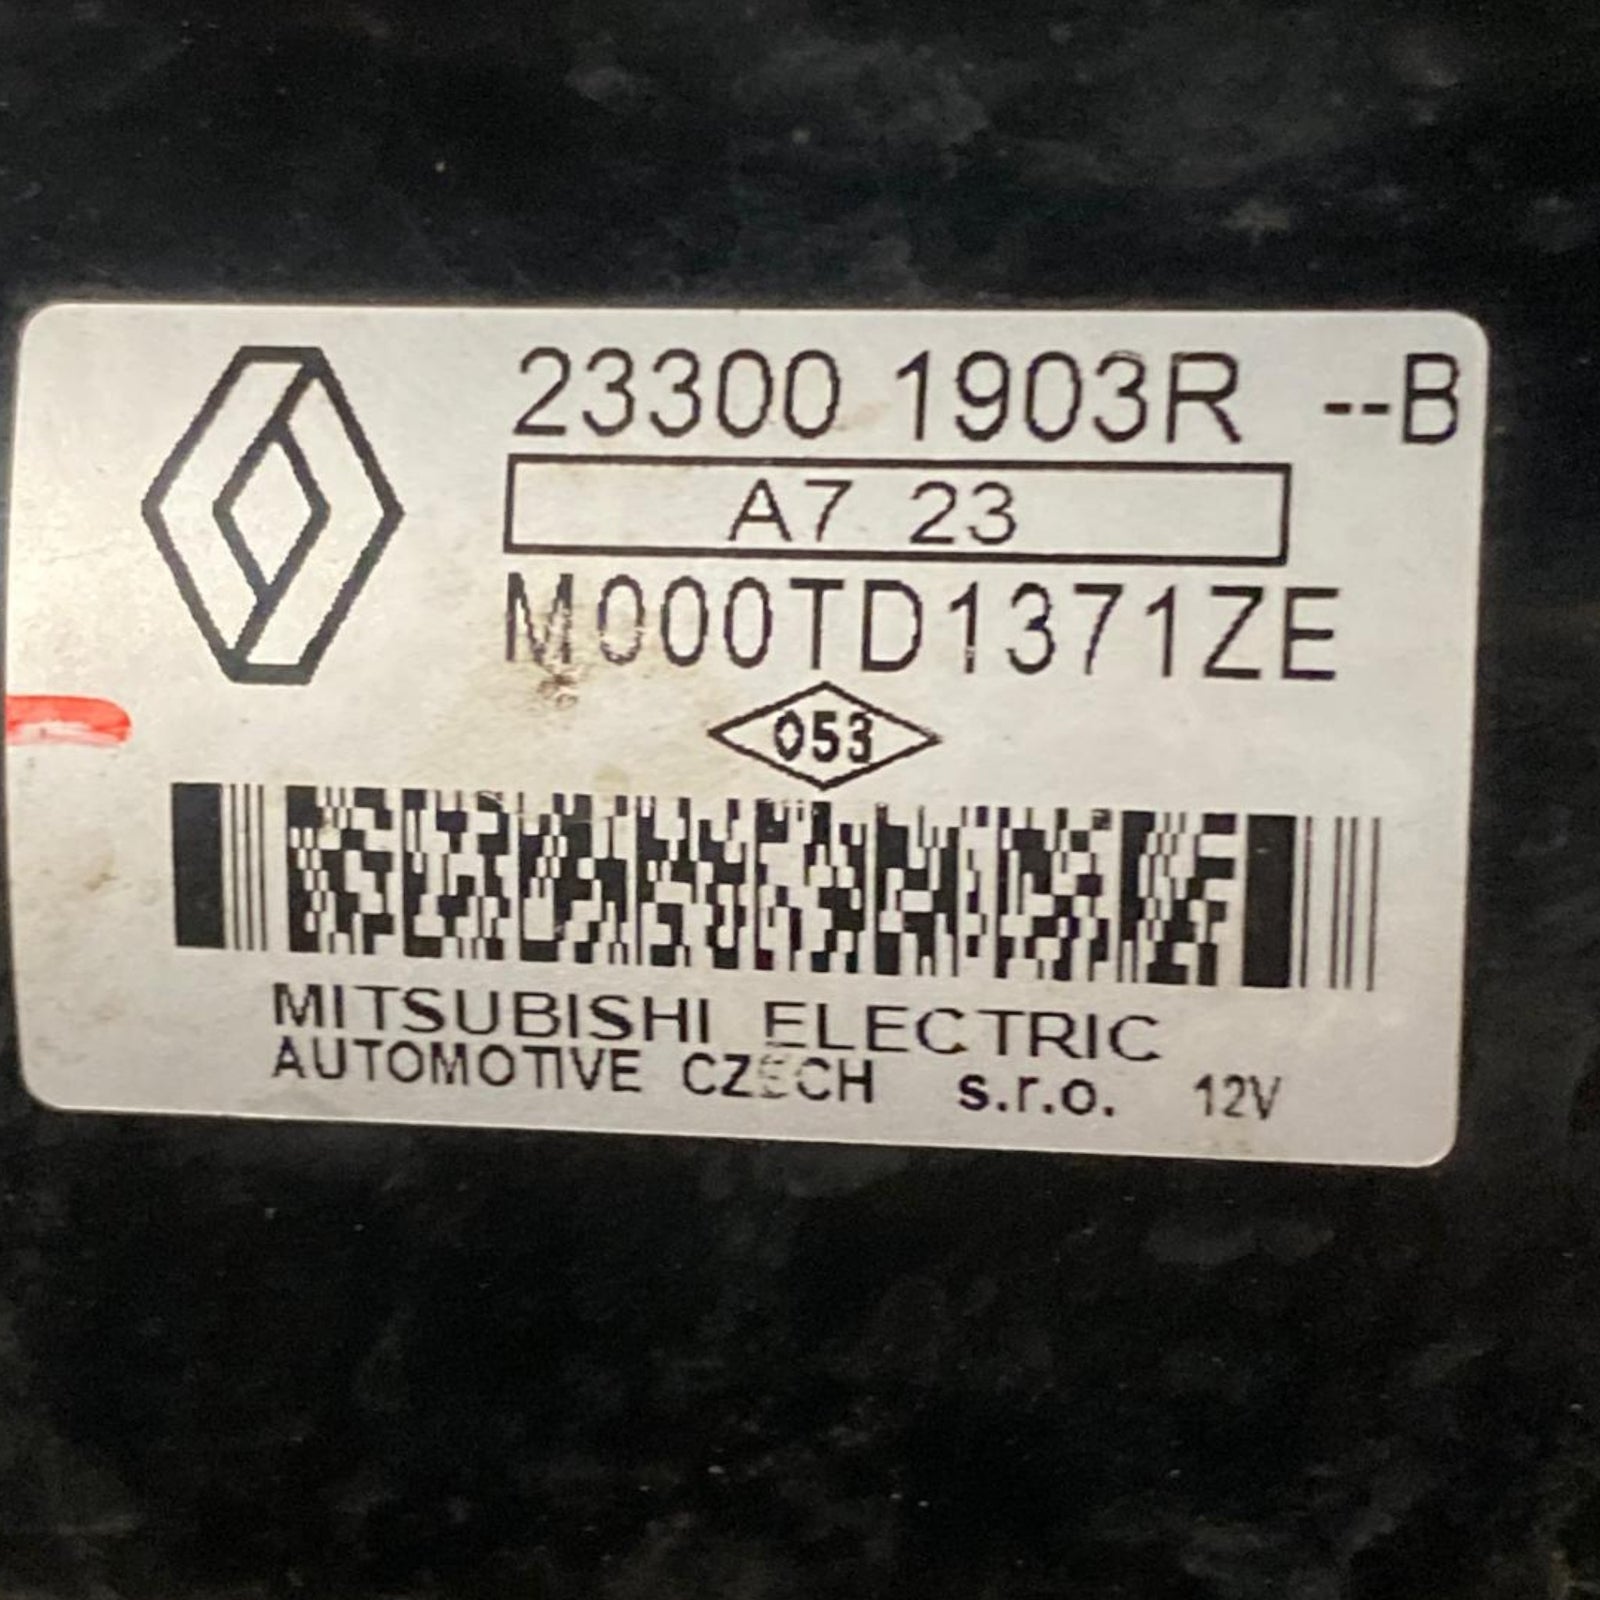 23300 1903R --B
A7 23
M000TD1371ZE
053
MITSUBISHI ELECTRIC
AUTOMOTIVE CZECH s.r.o. 12V